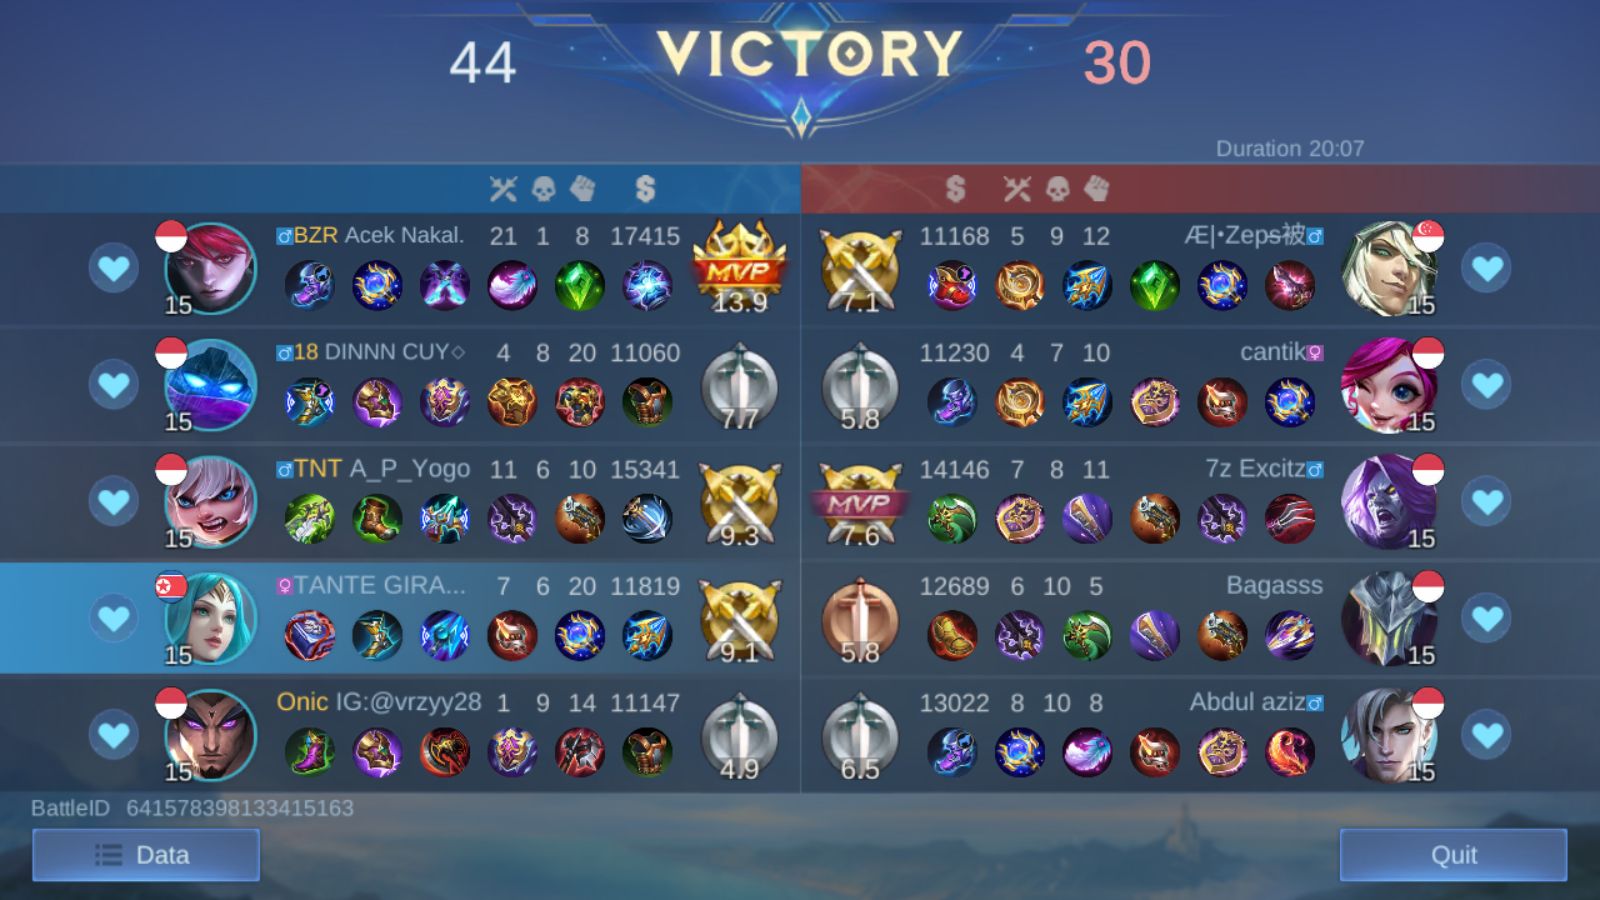 44 VICTORY 30
Duration 20:07
BZR Acek Nakal. 21 1 8 17415 MVP 13.9 15
7.1 11168 5 9 12 Æ|•Zeps被 15
18 DINNN CUY◇ 4 8 20 11060 7.7 15
5.8 11230 4 7 10 cantik 15
TNT A_P_Yogo 11 6 10 15341 9.3 15
MVP 7.6 14146 7 8 11 7z Excitz 15
TANTE GIRA... 7 6 20 11819 9.1 15
5.8 12689 6 10 5 Bagasss 15
Onic IG:@vrzyy28 1 9 14 11147 4.9 15
6.5 13022 8 10 8 Abdul aziz 15
BattleID 641578398133415163
Data
Quit